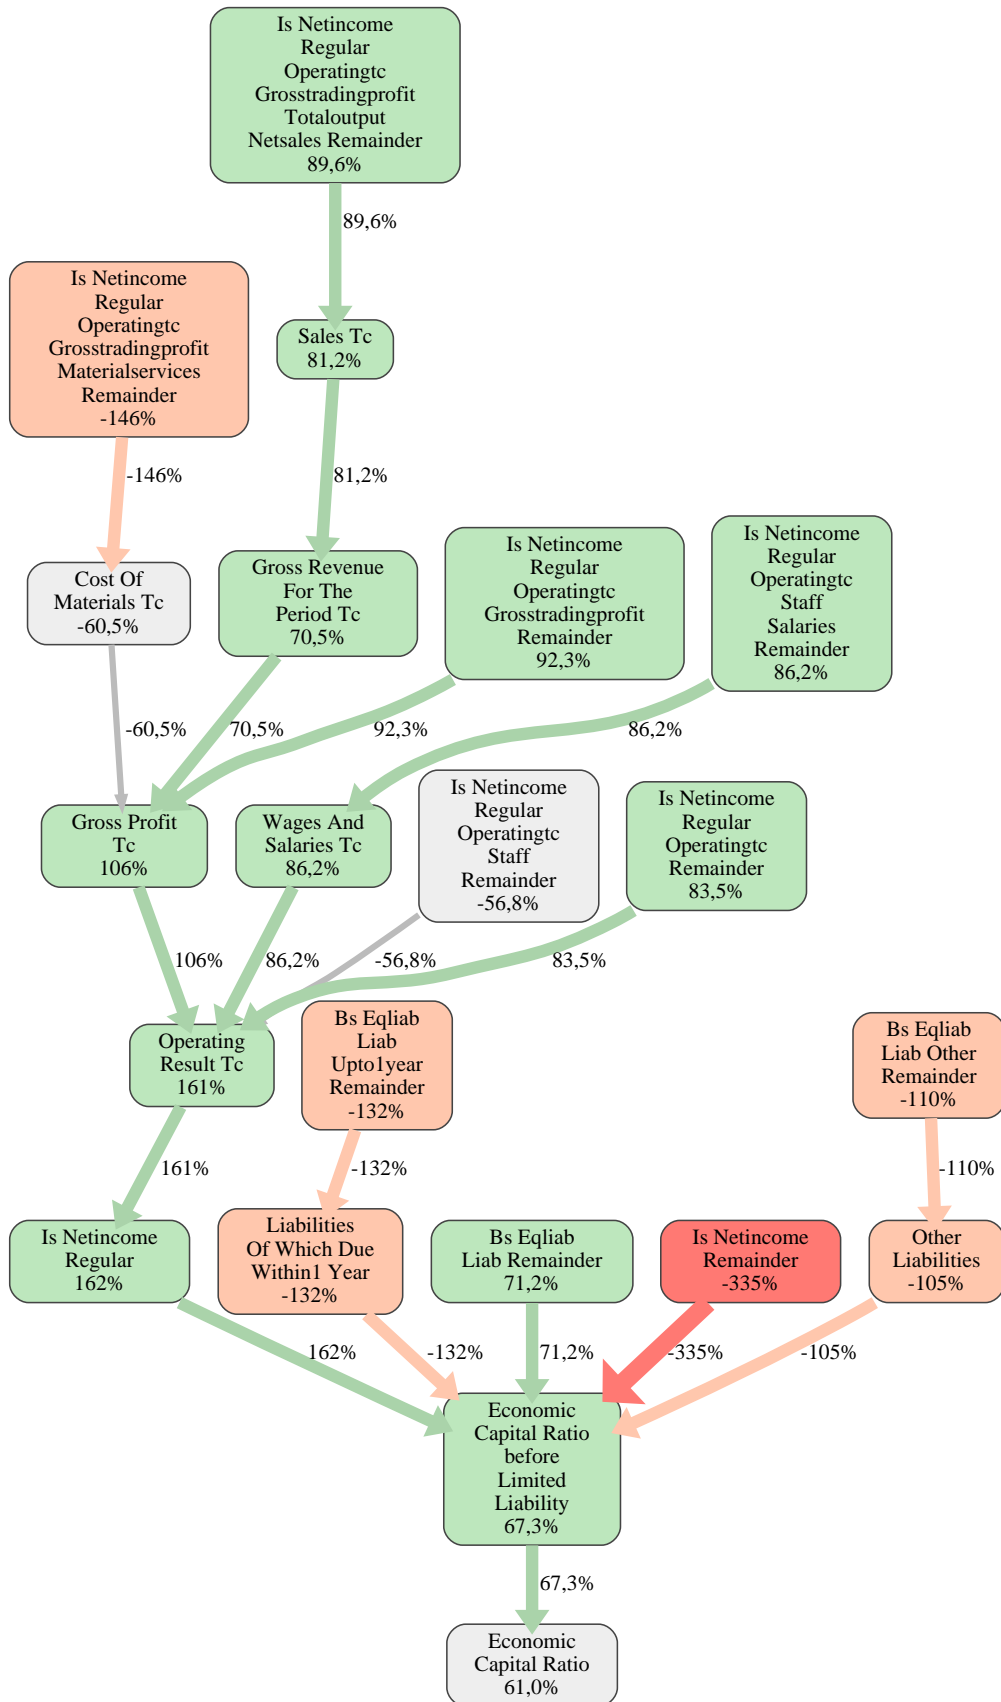 Is Netincome
Regular
Operatingtc
Grosstradingprofit
Totaloutput
Netsales Remainder
89,6%
89,6%
Is Netincome
Regular
Operatingtc
Grosstradingprofit
Materialservices
Remainder
-146%
Sales Tc
81,2%
-146%
81,2%
Cost Of
Materials Tc
-60,5%
Gross Revenue
For The
Period Tc
70,5%
Is Netincome
Regular
Operatingtc
Grosstradingprofit
Remainder
92,3%
Is Netincome
Regular
Operatingtc
Staff
Salaries
Remainder
86,2%
-60,5%
70,5%
92,3%
86,2%
Gross Profit
Tc
106%
Wages And
Salaries Tc
86,2%
Is Netincome
Regular
Operatingtc
Staff
Remainder
-56,8%
Is Netincome
Regular
Operatingtc
Remainder
83,5%
106%
86,2%
-56,8%
83,5%
Operating
Result Tc
161%
Bs Eqliab
Liab
Upto1year
Remainder
-132%
Bs Eqliab
Liab Other
Remainder
-110%
161%
-132%
-110%
Is Netincome
Regular
162%
Liabilities
Of Which Due
Within1 Year
-132%
Bs Eqliab
Liab Remainder
71,2%
Is Netincome
Remainder
-335%
Other
Liabilities
-105%
162%
-132%
71,2%
-335%
-105%
Economic
Capital Ratio
before
Limited
Liability
67,3%
67,3%
Economic
Capital Ratio
61,0%